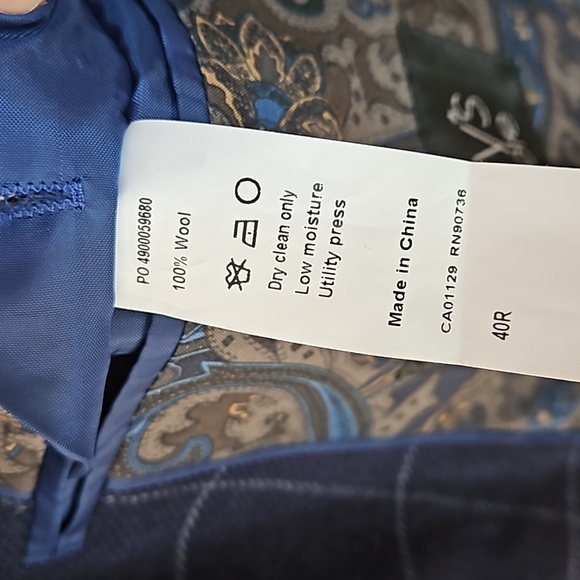 PO 4900059680
100% Wool
Dry clean only
Low moisture
Utility press
Made in China
CA01129 RN90736
40R